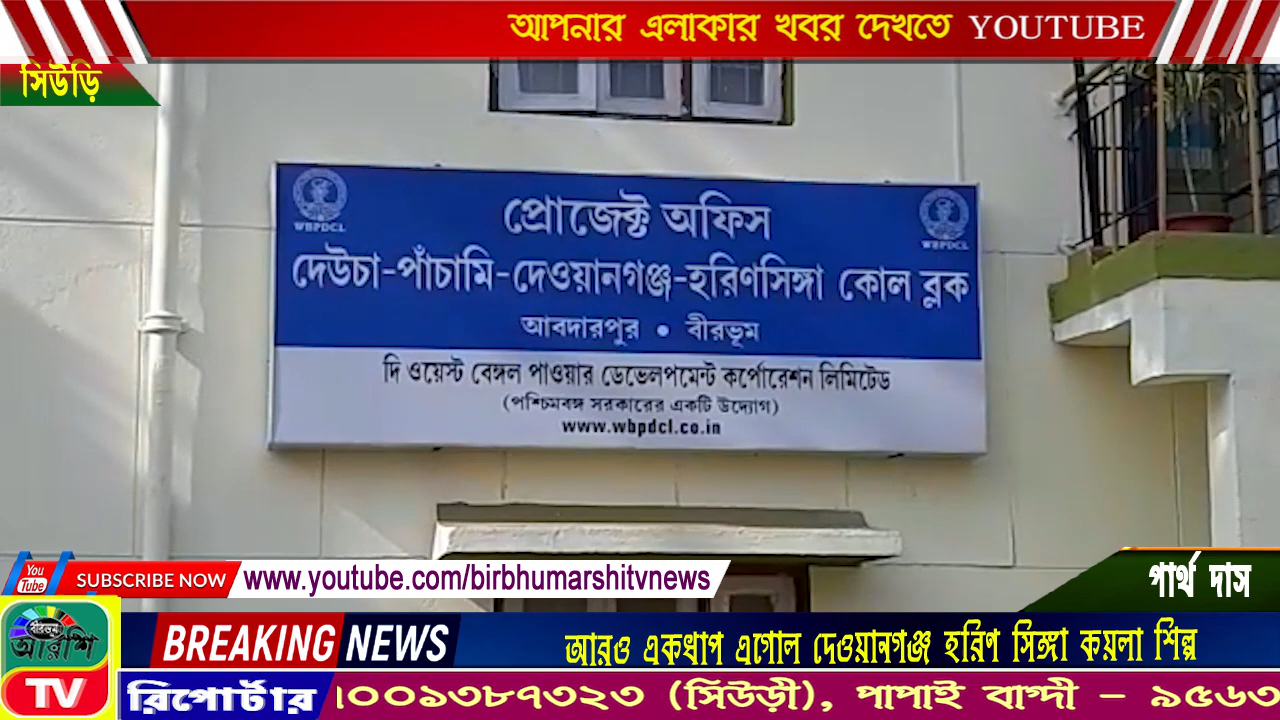 আপনার এলাকার খবর দেখতে YOUTUBE
সিউড়ি
WBPDCL
WBPDCL
প্রোজেক্ট অফিস
দেউচা-পাঁচামি-দেওয়ানগঞ্জ-হরিণসিঙ্গা কোল ব্লক
আবদারপুর • বীরভূম
দি ওয়েস্ট বেঙ্গল পাওয়ার ডেভেলপমেন্ট কর্পোরেশন লিমিটেড
(পশ্চিমবঙ্গ সরকারের একটি উদ্যোগ)
www.wbpdcl.co.in
You Tube SUBSCRIBE NOW www.youtube.com/birbhumarshitvnews
পার্থ দাস
বীরভূম
আরশি
TV
BREAKING NEWS আরও একধাপ এগোল দেওয়ানগঞ্জ হরিণ সিঙ্গা কয়লা শিল্প
রিপোর্টার ৭০০১৩৮৭৩২৩ (সিউড়ী), পাপাই বাগ্দী – ৯৫৬৩